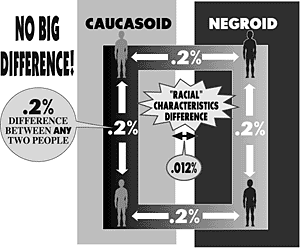 NO BIG
DIFFERENCE!
CAUCASOID
NEGROID
.2%
"RACIAL"
CHARACTERISTICS
DIFFERENCE
.2%
DIFFERENCE
BETWEEN ANY
TWO PEOPLE
.2%
.2%
.012%
.2%